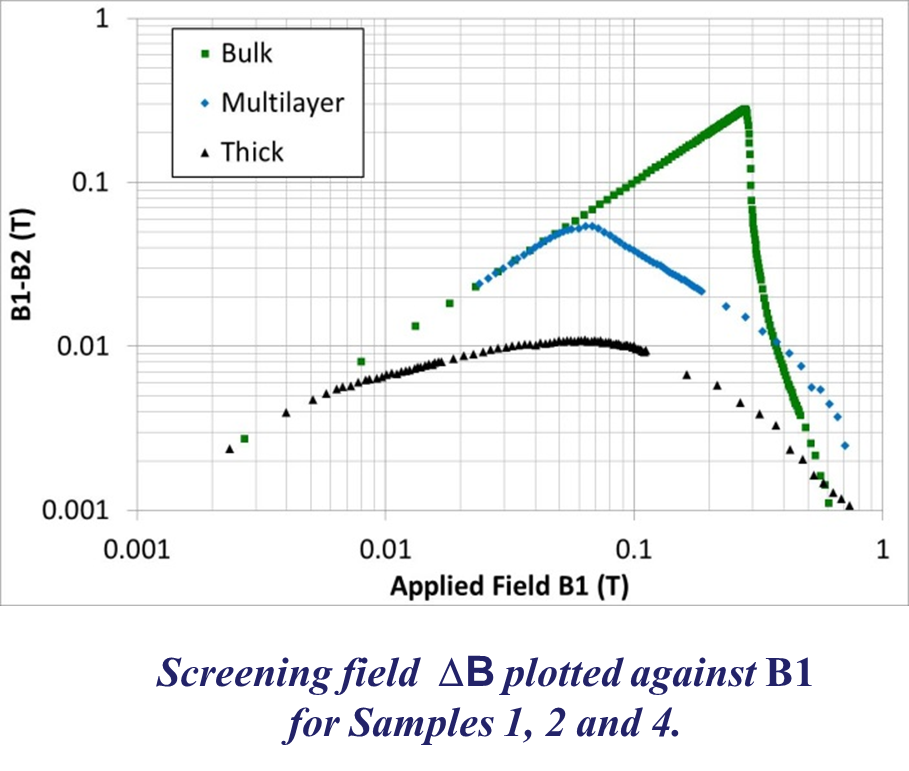 1
Bulk
Multilayer
Thick
0.1
B1-B2 (T)
0.01
0.001
0.001 0.01 0.1 1
Applied Field B1 (T)
Screening field ΔB plotted against B1
for Samples 1, 2 and 4.